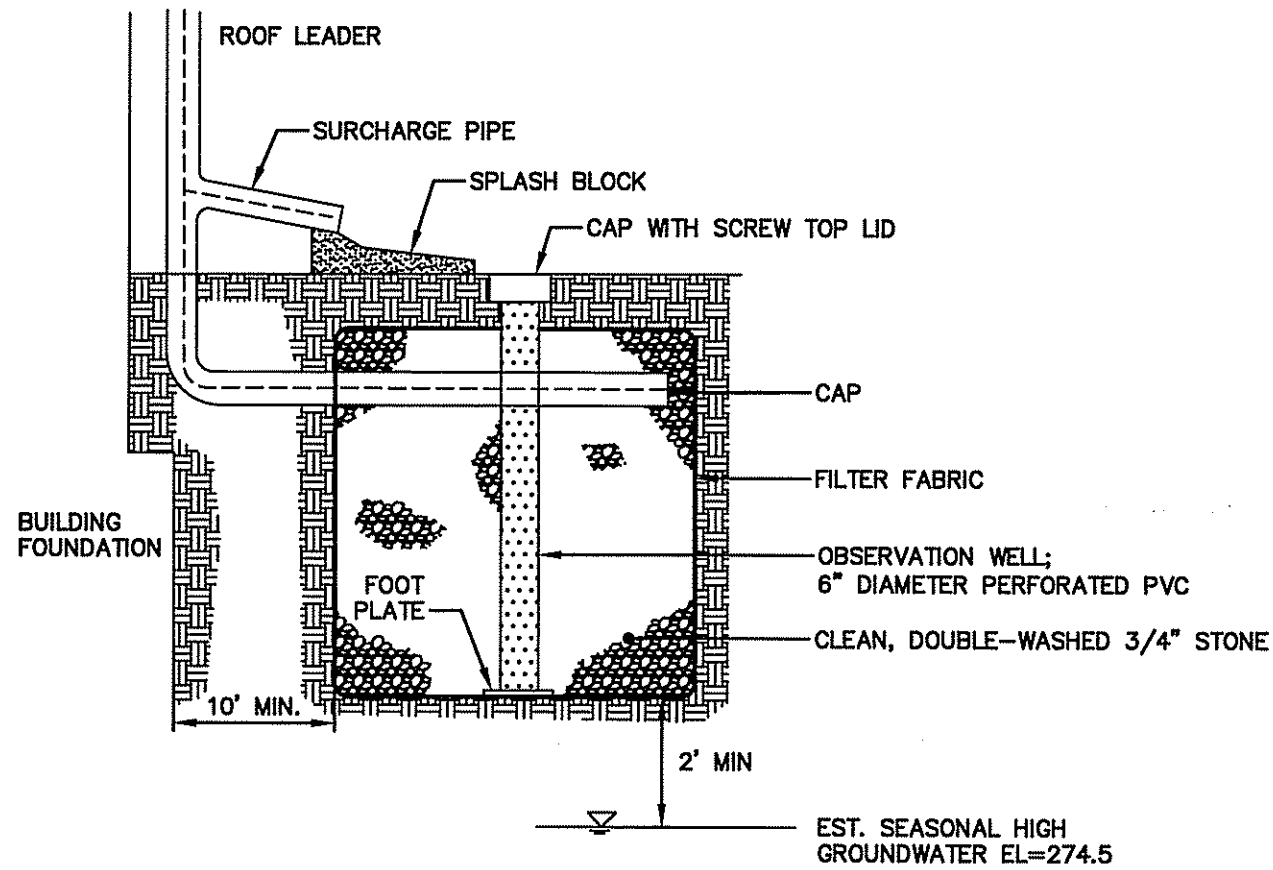 ROOF LEADER
SURCHARGE PIPE
SPLASH BLOCK
CAP WITH SCREW TOP LID
CAP
FILTER FABRIC
BUILDING
FOUNDATION
OBSERVATION WELL;
6" DIAMETER PERFORATED PVC
FOOT
PLATE
CLEAN, DOUBLE-WASHED 3/4" STONE
10' MIN.
2' MIN
EST. SEASONAL HIGH
GROUNDWATER EL=274.5